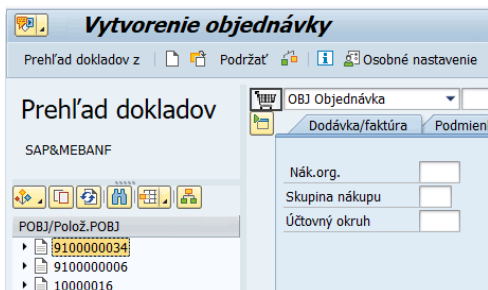 Vytvorenie objednávky
Prehľad dokladov z Podržať Osobné nastavenie
Prehľad dokladov
SAP&MEBANF
POBJ/Polož.POBJ
9100000034
9100000006
10000016
OBJ Objednávka
Dodávka/faktúra
Nák.org.
Skupina nákupu
Účtovný okruh